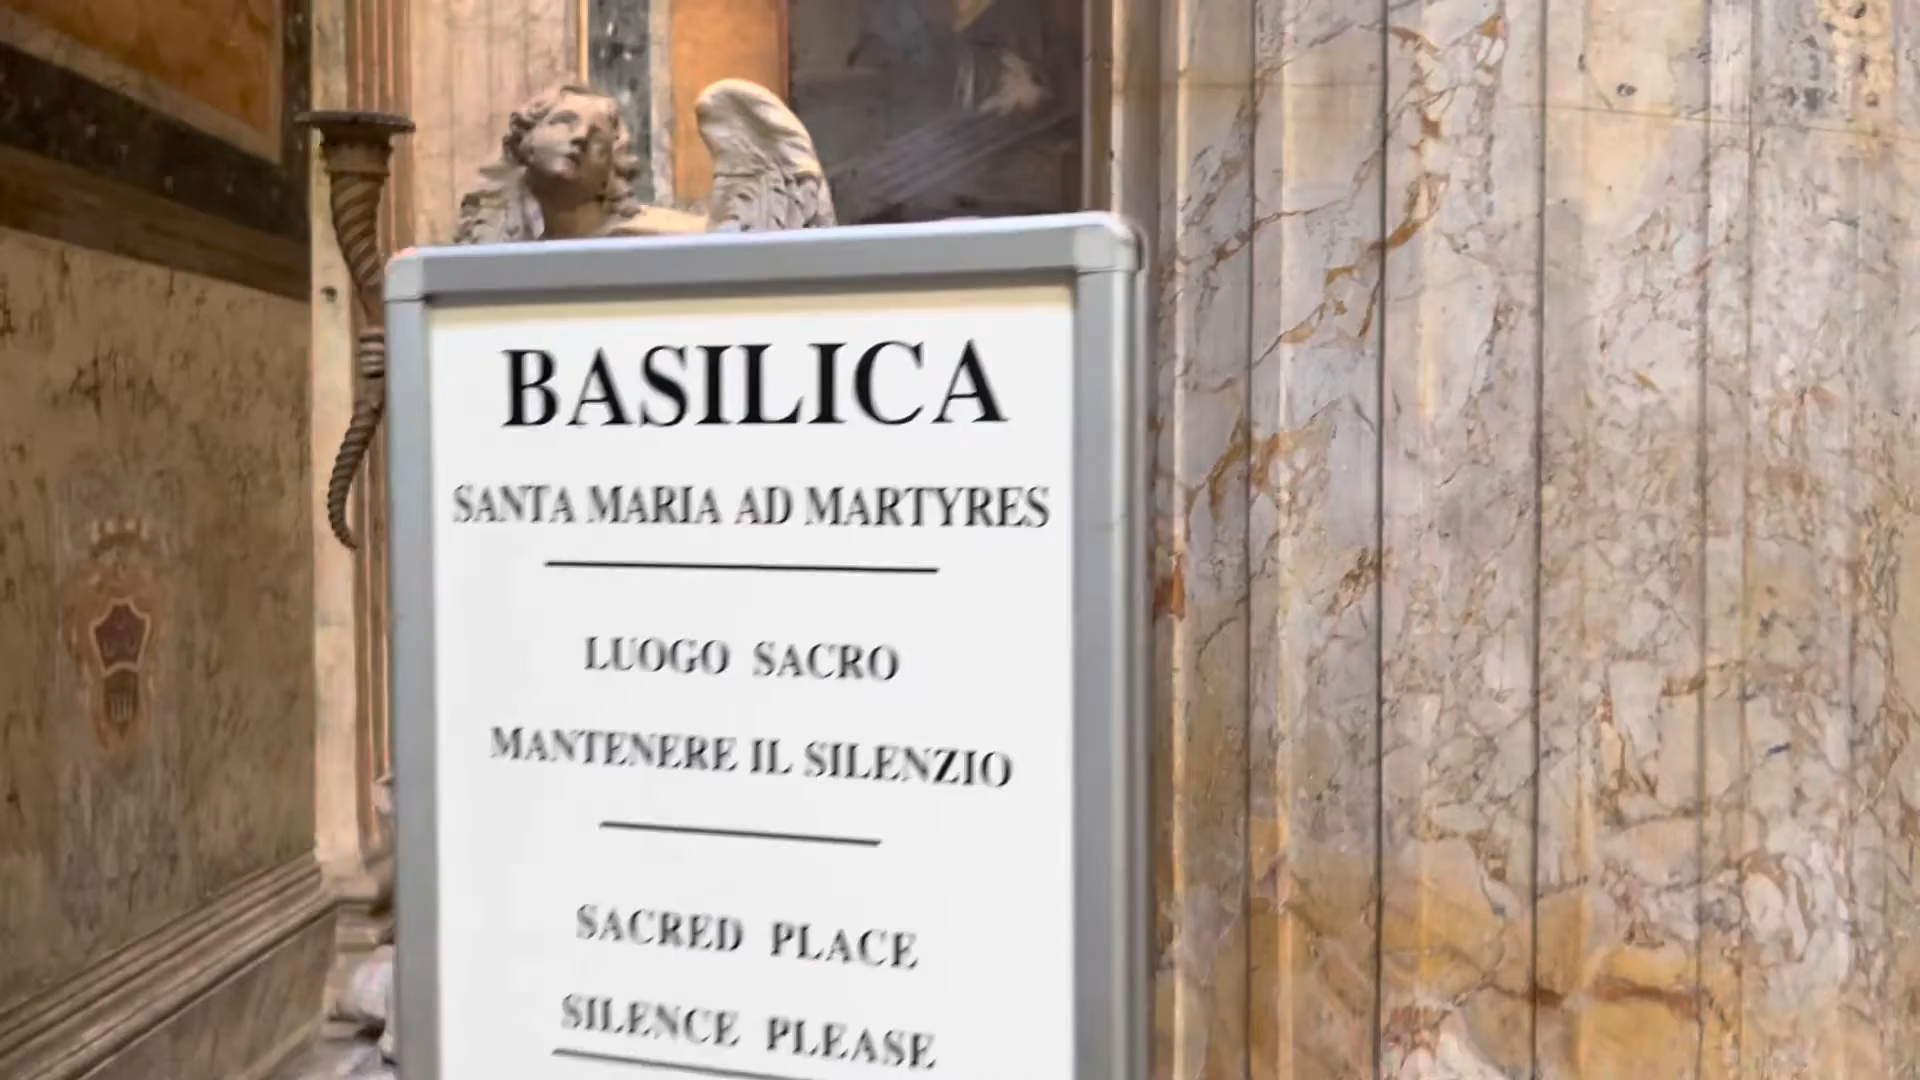 BASILICA
SANTA MARIA AD MARTYRES
LUOGO SACRO
MANTENERE IL SILENZIO
SACRED PLACE
SILENCE PLEASE